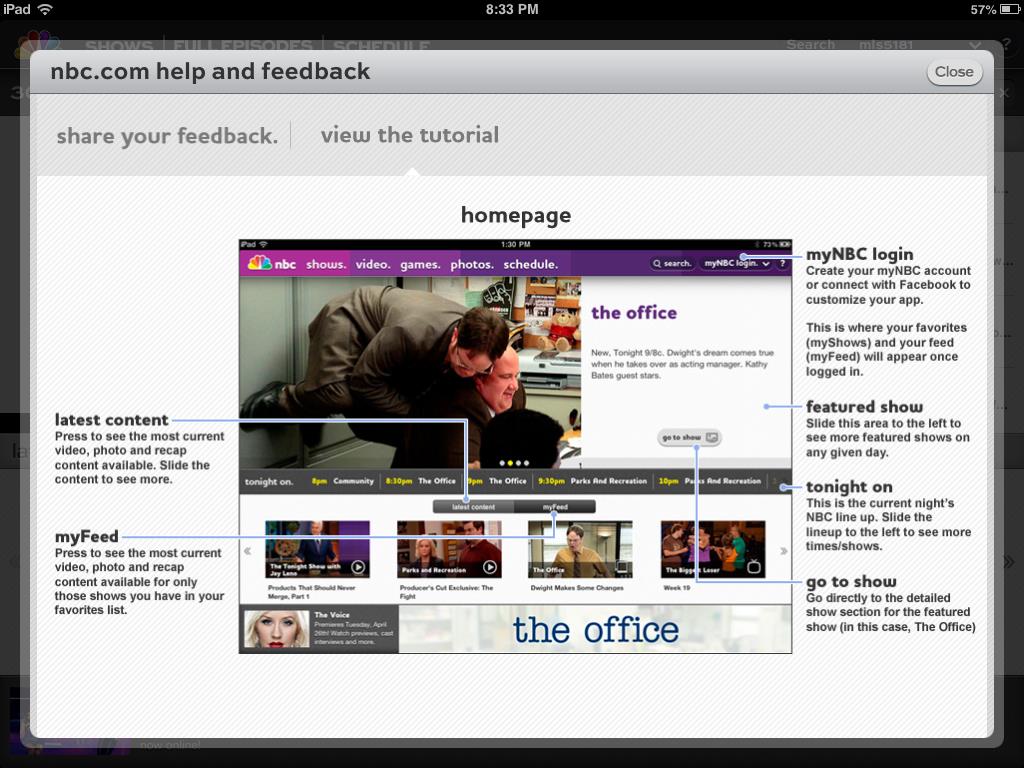 iPad 8:33 PM 57%
SHOWS FULL EPISODES SCHEDULE Search miss181 ?
nbc.com help and feedback
Close
share your feedback.
view the tutorial
homepage
iPad 1:30 PM 73%
nbc shows. video. games. photos. schedule. search. myNBC login. ?
the office
New, Tonight 9/8c. Dwight's dream comes true
when he takes over as acting manager. Kathy
Bates guest stars.
go to show
tonight on. 8pm Community 8:30pm The Office 9pm The Office 9:30pm Parks And Recreation 10pm Parks And Recreation
latest content myFeed
The Tonight Show with
Jay Leno
Products That Should Never
Merge, Part 1
Parks and Recreation
Producer's Cut Exclusive: The
Fight
The Office
Dwight Makes Some Changes
The Biggest Loser
Week 19
The Voice
Premieres Tuesday, April
26th! Watch previews, cast
interviews and more.
the office
latest content
Press to see the most current
video, photo and recap
content available. Slide the
content to see more.
myFeed
Press to see the most current
video, photo and recap
content available for only
those shows you have in your
favorites list.
myNBC login
Create your myNBC account
or connect with Facebook to
customize your app.
This is where your favorites
(myShows) and your feed
(myFeed) will appear once
logged in.
featured show
Slide this area to the left to
see more featured shows on
any given day.
tonight on
This is the current night's
NBC line up. Slide the
lineup to the left to see more
times/shows.
go to show
Go directly to the detailed
show section for the featured
show (in this case, The Office)
now online!